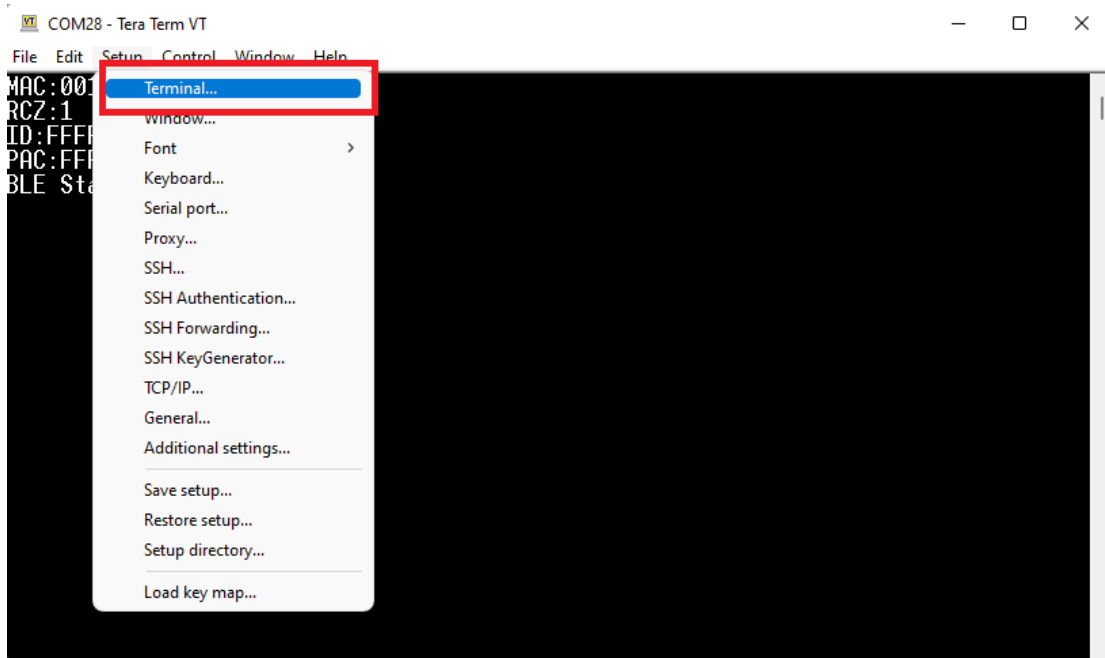 COM28 - Tera Term VT
File Edit Setup Control Window Help
MAC:001
RCZ:1
ID:FFFF
PAC:FFF
BLE Sta
Terminal...
Window...
Font
Keyboard...
Serial port...
Proxy...
SSH...
SSH Authentication...
SSH Forwarding...
SSH KeyGenerator...
TCP/IP...
General...
Additional settings...
Save setup...
Restore setup...
Setup directory...
Load key map...